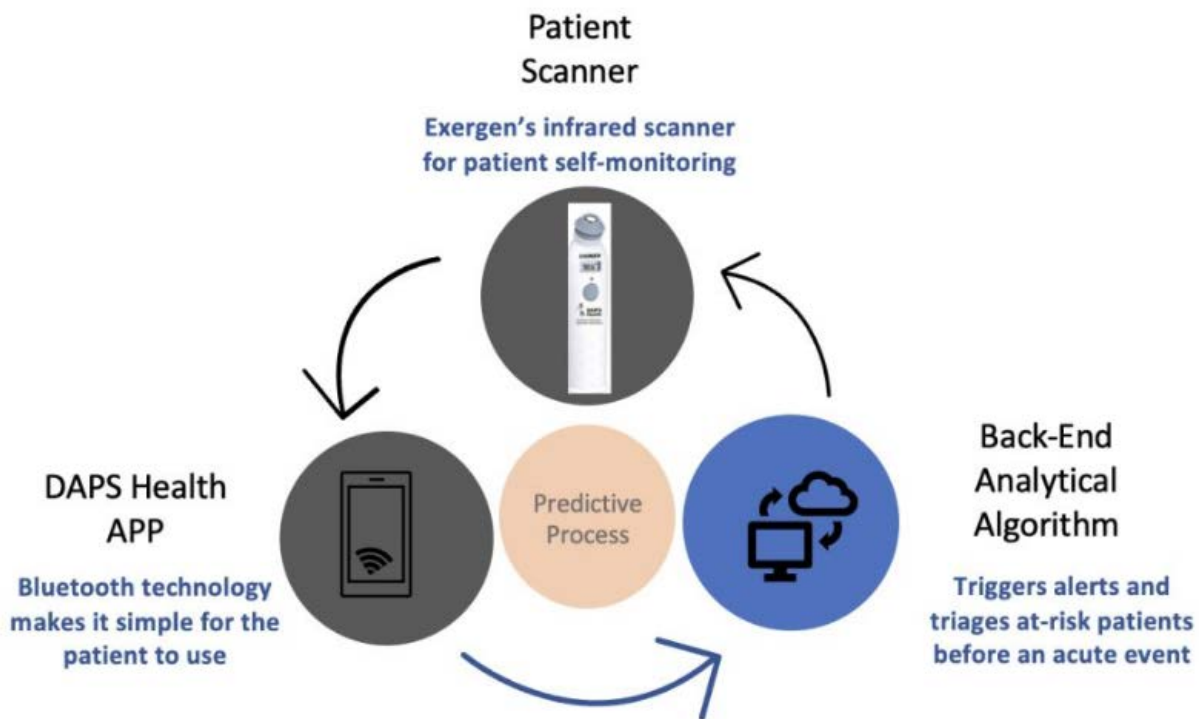 Patient
Scanner
Exergen's infrared scanner
for patient self-monitoring
EXERGEN
DAPS
DAPS Health
APP
Bluetooth technology
makes it simple for the
patient to use
Predictive
Process
Back-End
Analytical
Algorithm
Triggers alerts and
triages at-risk patients
before an acute event